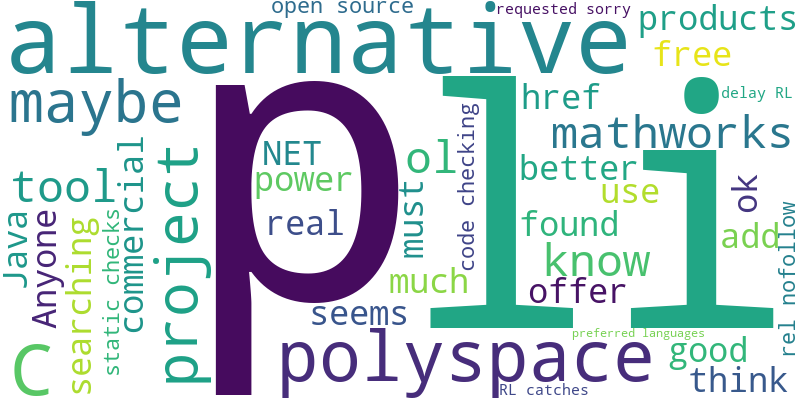 open source
requested sorry
alternative
products
free
maybe
p
li
href
delay RL
mathworks
NET
power
ol
code checking
better
use
ok
tool
commercial
project
real
must
found
add
Java
Anyone
searching
static checks
know
much
offer
rel nofollow
seems
preferred languages
C
polyspace
good
think
RL catches